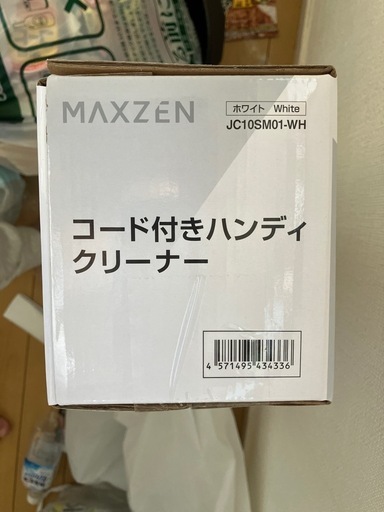 MAXZEN
ホワイト White
JC10SM01-WH
コード付きハンディ
クリーナー
4 571495 434336